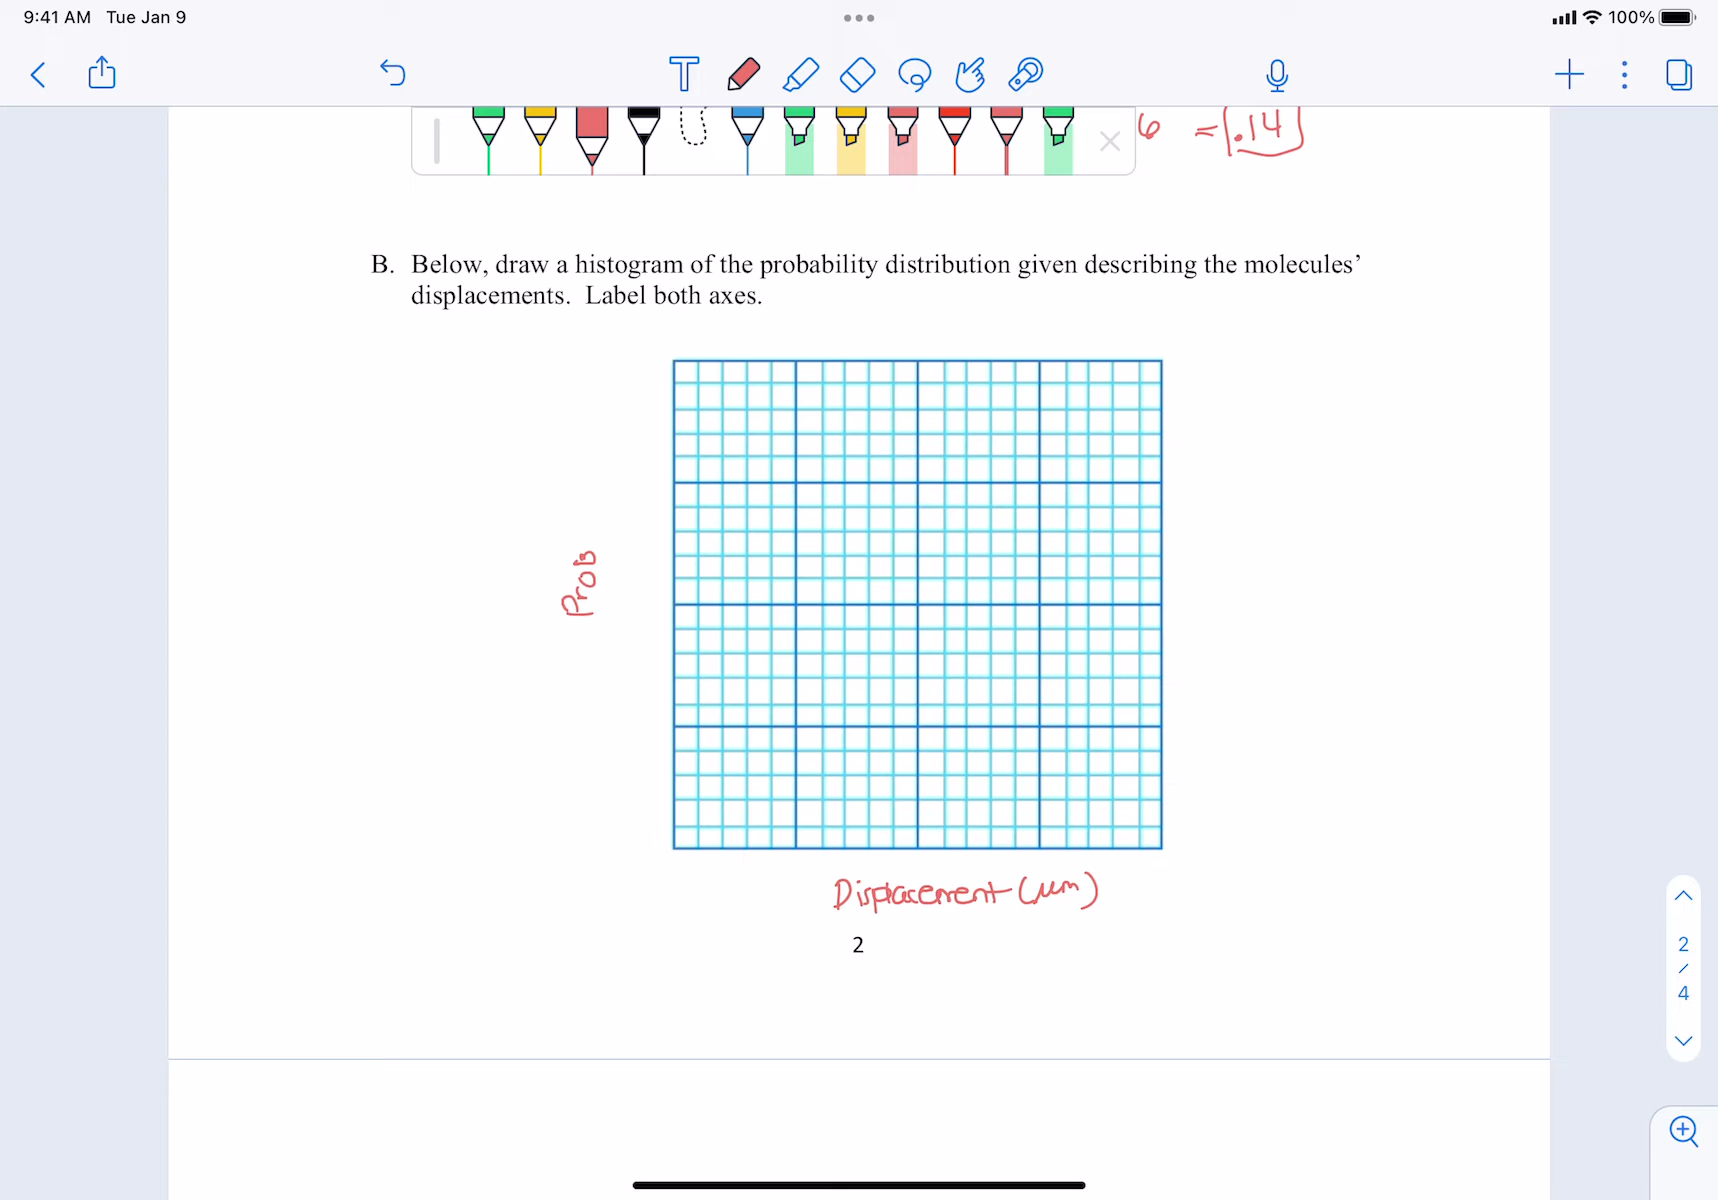 9:41 AM Tue Jan 9
100%
T
6 = .14
B. Below, draw a histogram of the probability distribution given describing the molecules’
displacements. Label both axes.
Prob
Displacement (μm)
2
2
/
4